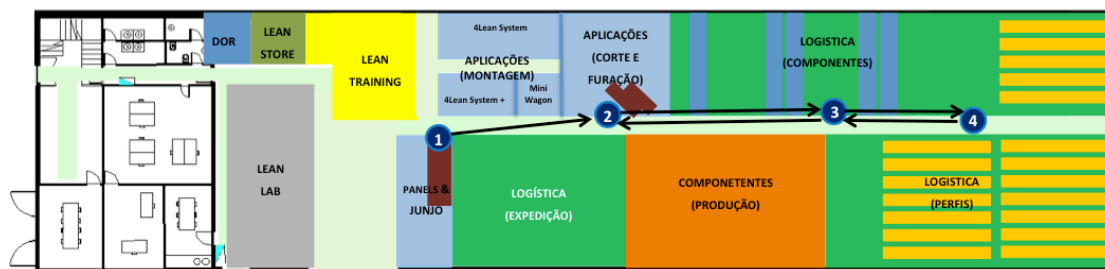 DOR
LEAN
STORE
LEAN
TRAINING
4Lean System
APLICAÇÕES
(MONTAGEM)
4Lean System +
Mini
Wagon
APLICAÇÕES
(CORTE E
FURAÇÃO)
LOGISTICA
(COMPONENTES)
1
2
3
4
LEAN
LAB
PANELS &
JUNJO
LOGÍSTICA
(EXPEDIÇÃO)
COMPONETENTES
(PRODUÇÃO)
LOGISTICA
(PERFIS)